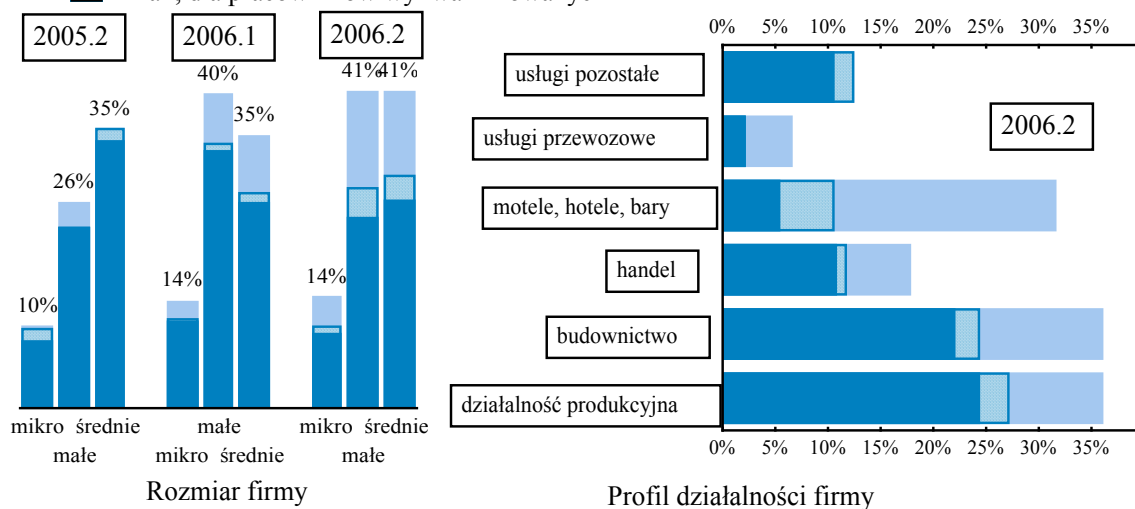 2005.2
2006.1
2006.2
10%
26%
35%
14%
40%
35%
14%
41%
41%
mikro średnie
małe
małe
mikro średnie
mikro średnie
małe
Rozmiar firmy
0% 5% 10% 15% 20% 25% 30% 35%
usługi pozostałe
2006.2
usługi przewozowe
motele, hotele, bary
handel
budownictwo
działalność produkcyjna
0% 5% 10% 15% 20% 25% 30% 35%
Profil działalności firmy